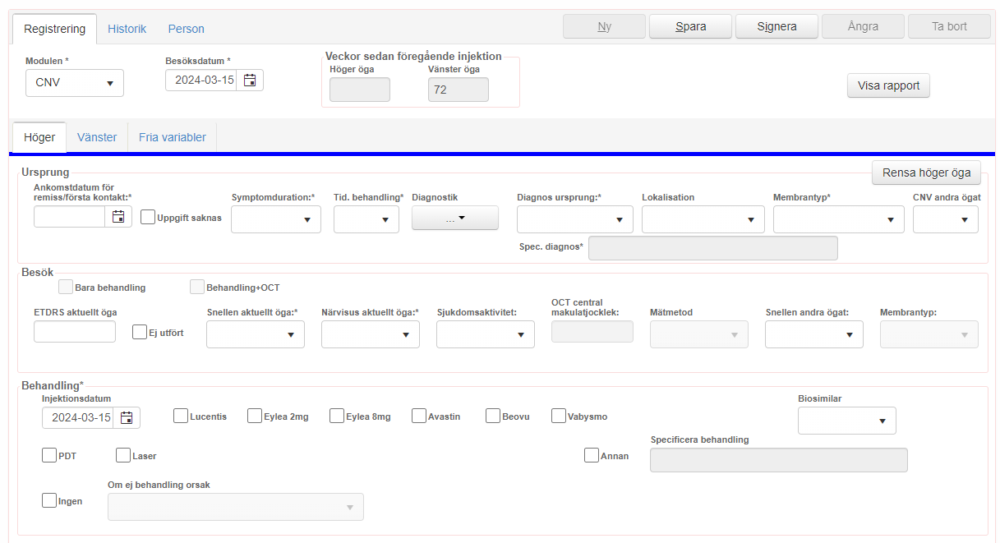 Registrering Historik Person Ny Spara Signera Ångra Ta bort
Modulen * Besöksdatum * Veckor sedan föregående injektion
Höger öga Vänster öga
CNV 2024-03-15 72 Visa rapport
Höger Vänster Fria variabler
Ursprung Rensa höger öga
Ankomstdatum för
remiss/första kontakt:* Symptomduration:* Tid. behandling* Diagnostik Diagnos ursprung:* Lokalisation Membrantyp* CNV andra ögat
Uppgift saknas ...
Spec. diagnos*
Besök
Bara behandling Behandling+OCT
ETDRS aktuellt öga Snellen aktuellt öga:* Närvisus aktuellt öga:* Sjukdomsaktivitet: OCT central
makulatjocklek: Mätmetod Snellen andra ögat: Membrantyp:
Ej utfört
Behandling*
Injektionsdatum Biosimilar
2024-03-15 Lucentis Eylea 2mg Eylea 8mg Avastin Beovu Vabysmo
Specificera behandling
PDT Laser Annan
Om ej behandling orsak
Ingen